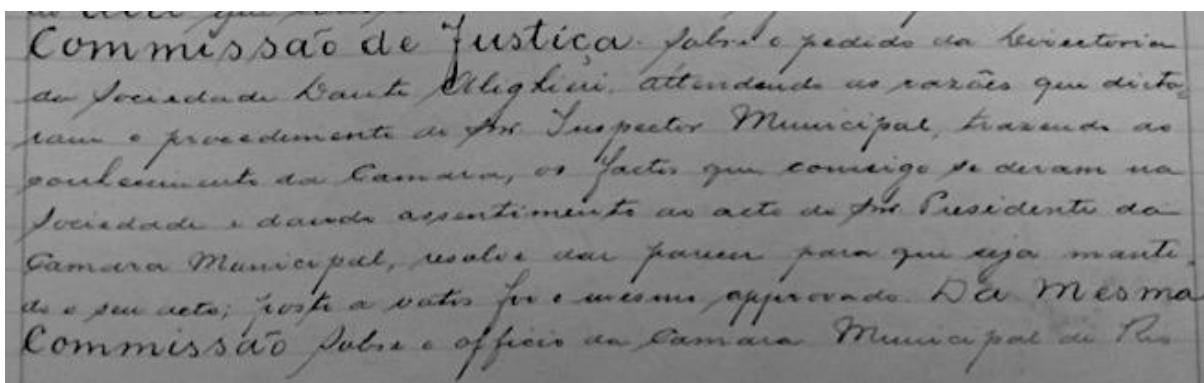 Commissão de Justiça. Sobre o pedido da Directoria
da Sociedade Dante Alighieri, attendendo as razões que dicta-
ram o procedimento do Snr. Inspector Municipal, trazendo ao
conhecimento da Camara, os factos que comsigo se deram na
Sociedade e dando assentimento ao acto do Snr. Presidente da
Camara Municipal, resolve dar parecer para que seja manti-
do o seu acto; posto a votos foi o mesmo approvado. Da mesma
Commissão Sobre o officio da Camara Municipal de Rio